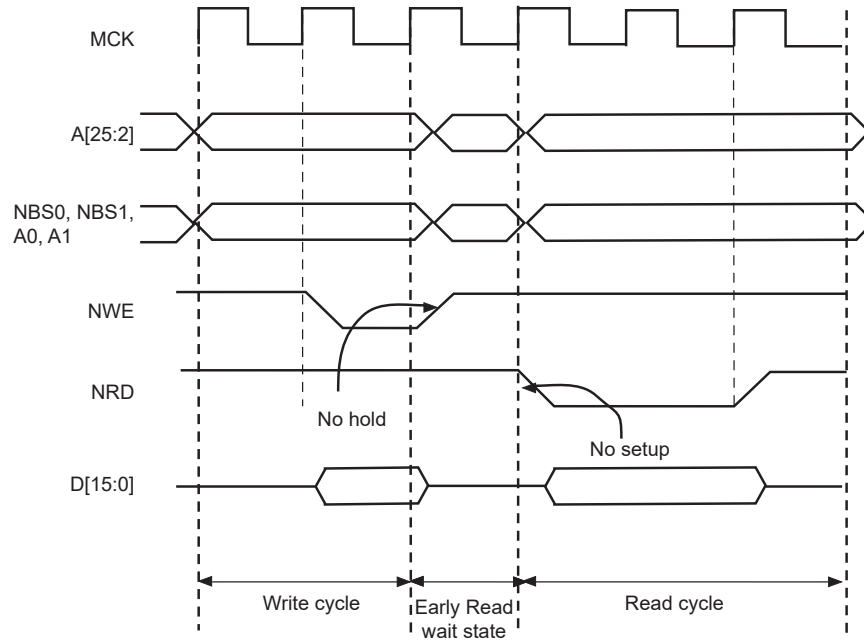 MCK
A[25:2]
NBS0, NBS1,
A0, A1
NWE
NRD
No hold
No setup
D[15:0]
Write cycle
Early Read
wait state
Read cycle